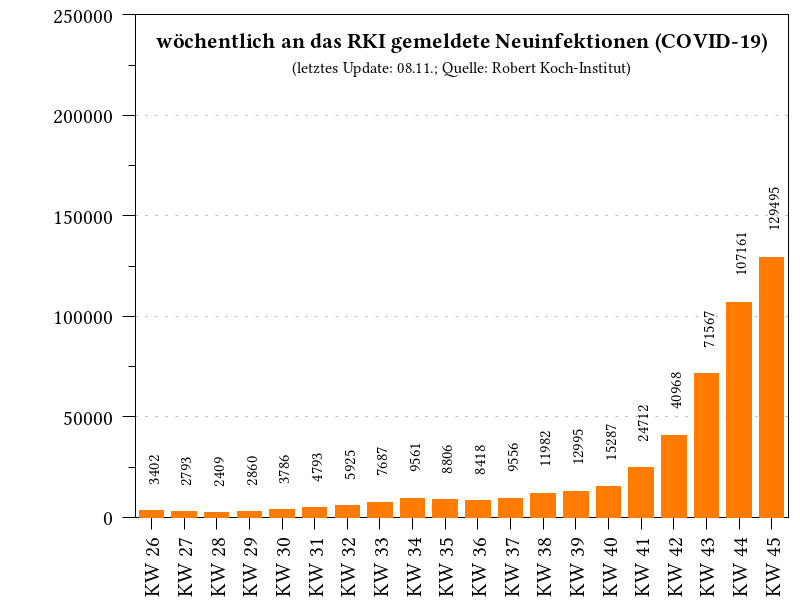 wöchentlich an das RKI gemeldete Neuinfektionen (COVID-19)
(letztes Update: 08.11.; Quelle: Robert Koch-Institut)
250000
200000
150000
100000
50000
0
3402
2793
2409
2860
3786
4793
5925
7687
9561
8806
8418
9556
11982
12995
15287
24712
40968
71567
107161
129495
KW 26
KW 27
KW 28
KW 29
KW 30
KW 31
KW 32
KW 33
KW 34
KW 35
KW 36
KW 37
KW 38
KW 39
KW 40
KW 41
KW 42
KW 43
KW 44
KW 45